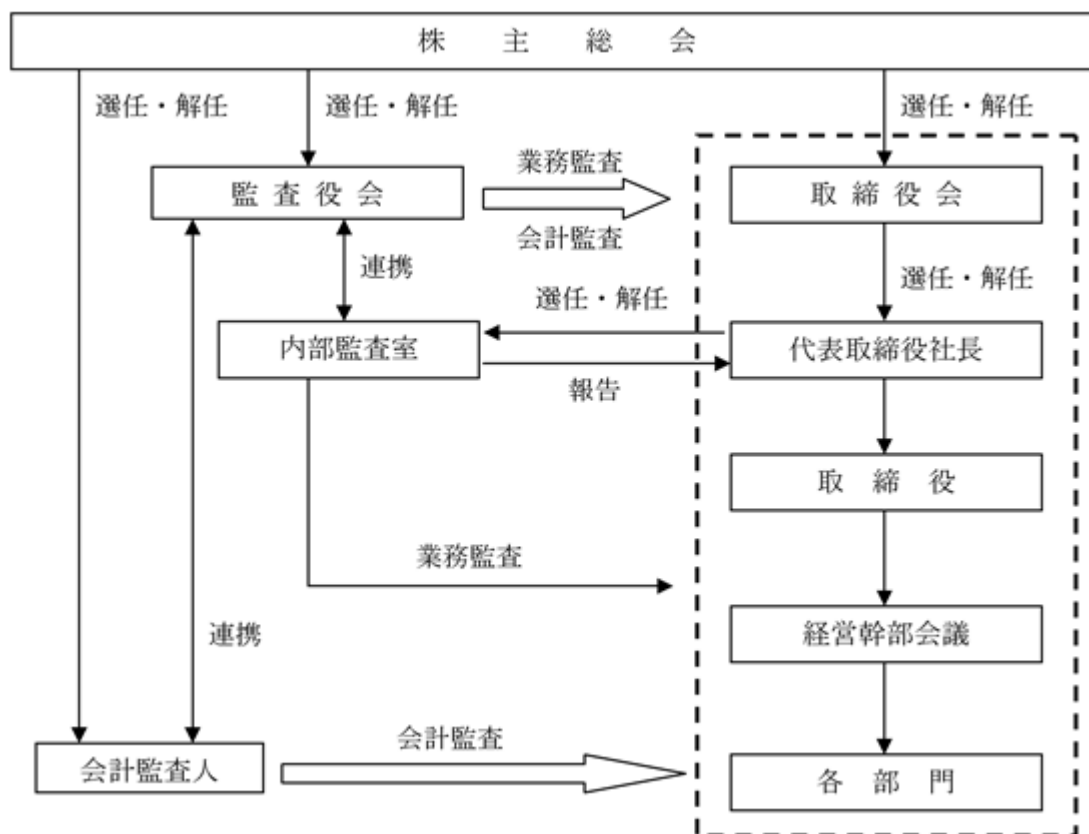 株主総会
選任・解任
選任・解任
選任・解任
業務監査
監査役会
取締役会
会計監査
連携
選任・解任
選任・解任
内部監査室
代表取締役社長
報告
取締役
業務監査
経営幹部会議
連携
会計監査
会計監査人
各部門